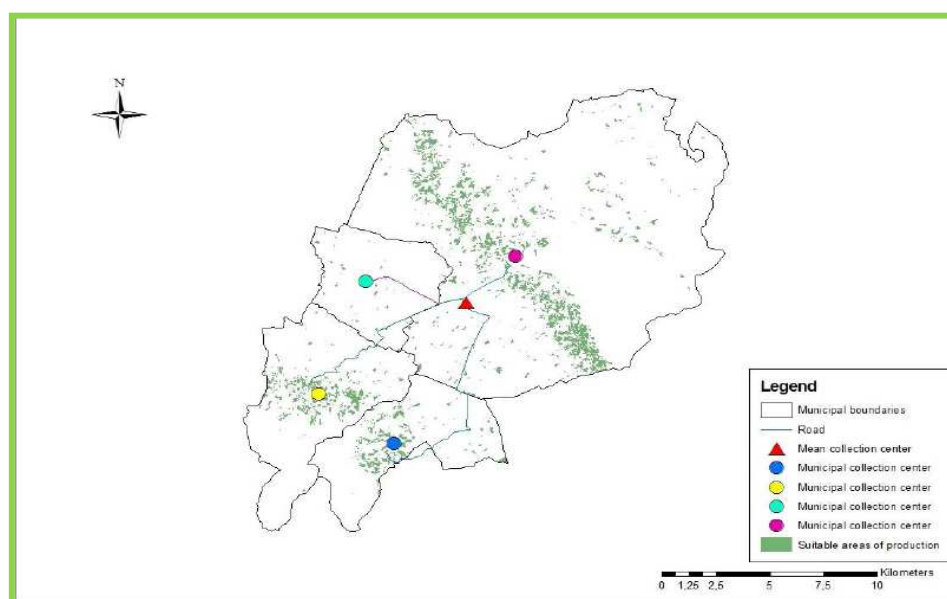 N
Legend
Municipal boundaries
Road
Mean collection center
Municipal collection center
Municipal collection center
Municipal collection center
Municipal collection center
Suitable areas of production
Kilometers
0 1,25 2,5 5 7,5 10